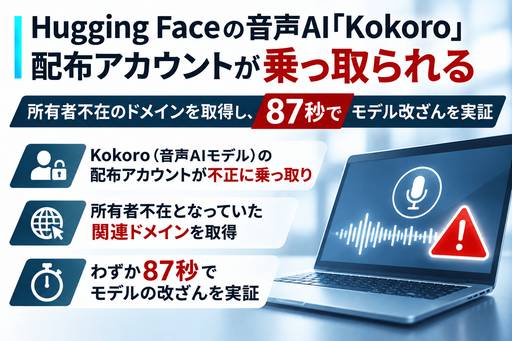 Hugging Faceの音声AI「Kokoro」
配布アカウントが乗っ取られる
所有者不在のドメインを取得し、87秒でモデル改ざんを実証
Kokoro（音声AIモデル）の
配布アカウントが不正に乗っ取り
所有者不在となっていた
関連ドメインを取得
わずか87秒で
モデルの改ざんを実証